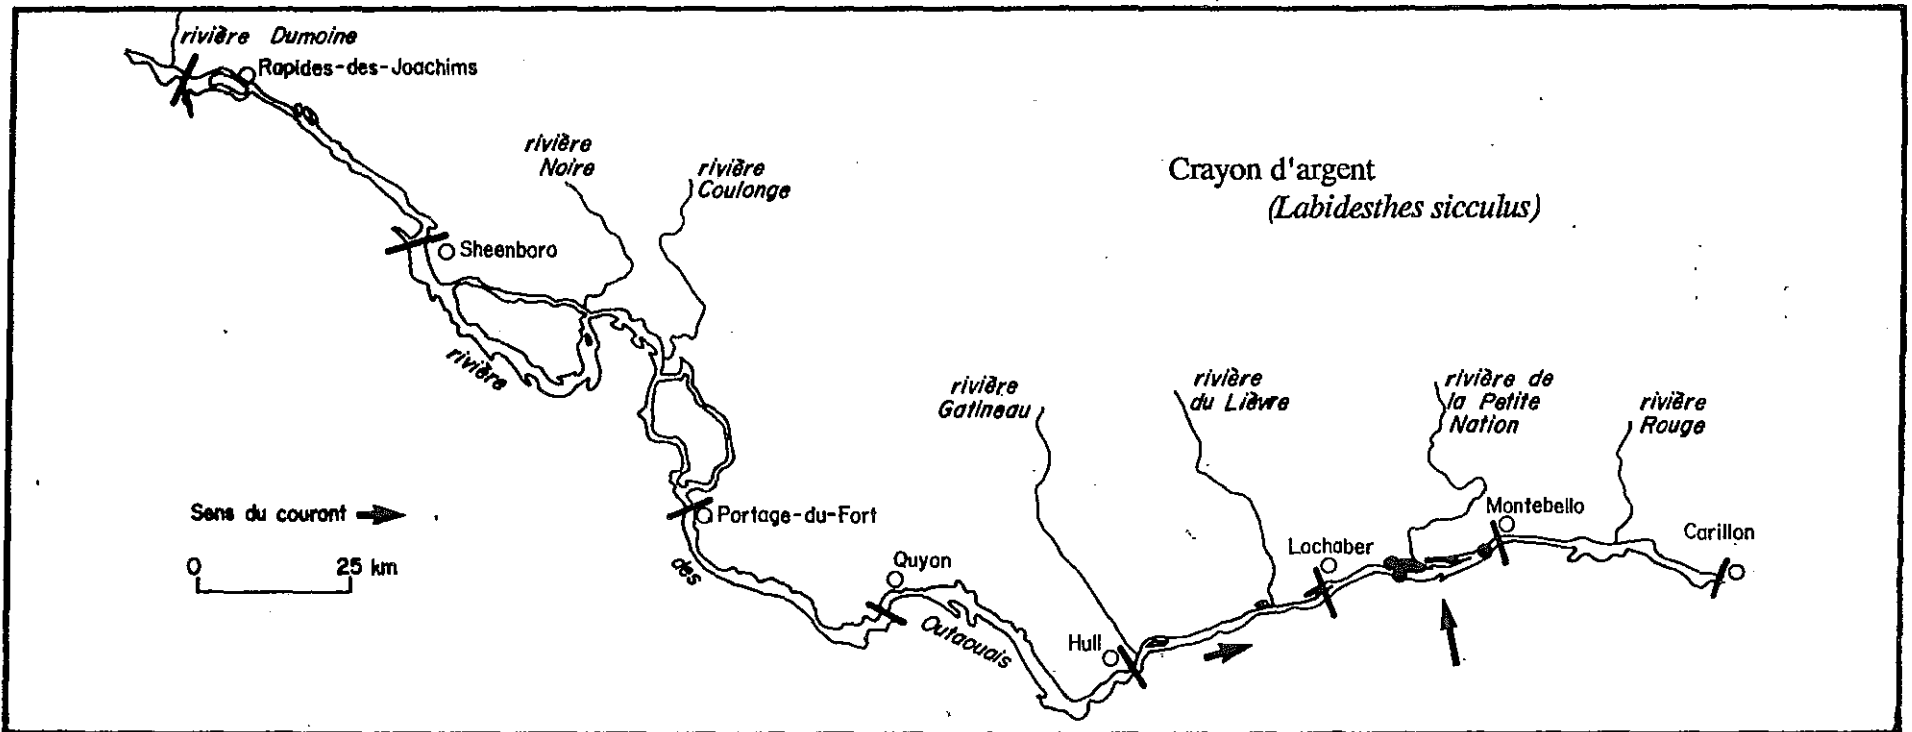 rivière Dumoine
Rapides-des-Joachims
rivière
Noire
rivière
Coulonge
Crayon d'argent
(Labidesthes sicculus)
Sheenboro
rivière
rivière
Gatineau
rivière
du Lièvre
rivière de
la Petite
Nation
rivière
Rouge
Sens du courant
Portage-du-Fort
Montebello
Carillon
Lochaber
0 25 km
des
Quyon
Outaouais
Hull